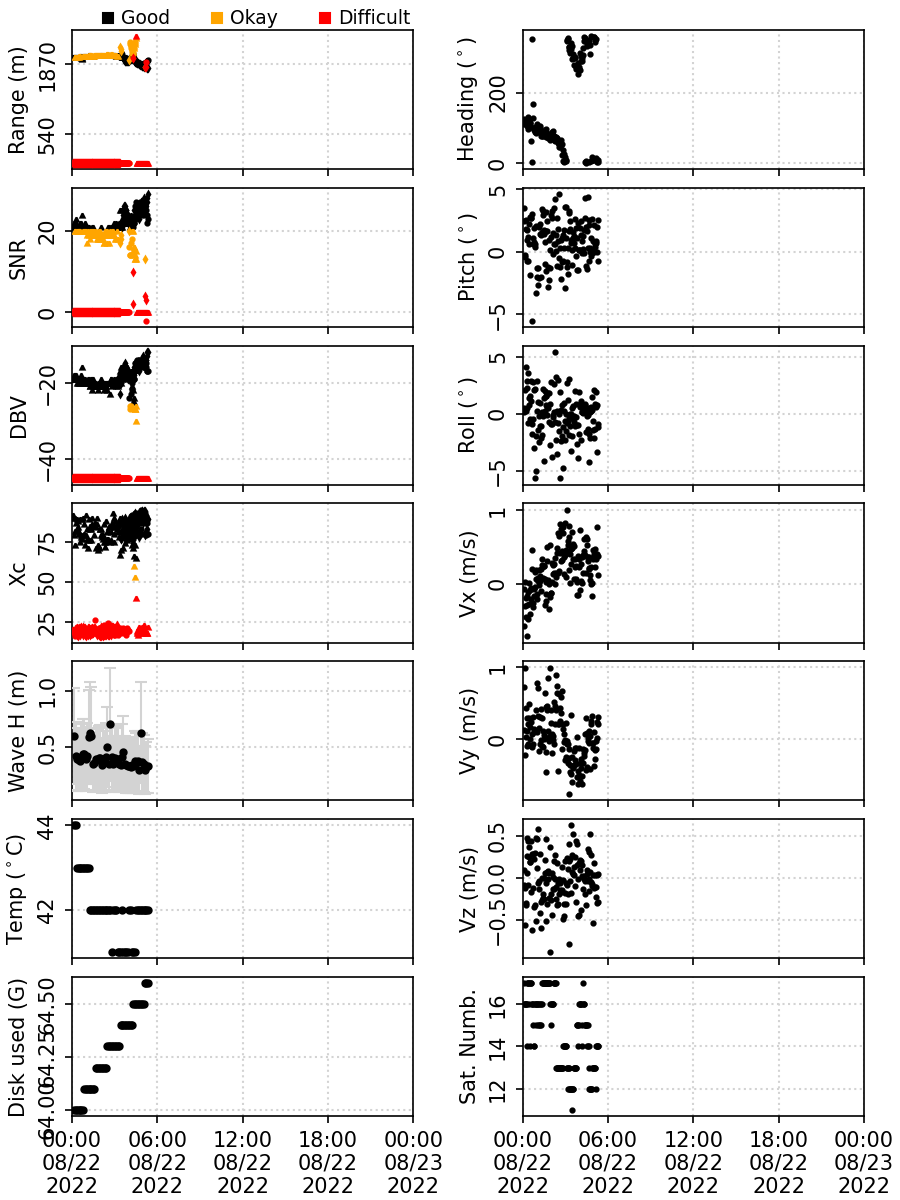 Good Okay Difficult
Range (m)
1870
540
Heading (°)
200
0
SNR
20
0
Pitch (°)
5
0
−5
DBV
−20
−40
Roll (°)
5
0
−5
Xc
75
50
25
Vx (m/s)
1
0
Wave H (m)
1.0
0.5
Vy (m/s)
1
0
Temp (°C)
44
42
Vz (m/s)
0.5
0.0
−0.5
Disk used (G)
64.50
64.25
64.00
Sat. Numb.
16
14
12
00:00 06:00 12:00 18:00 00:00 00:00 06:00 12:00 18:00 00:00
08/22 08/22 08/22 08/22 08/23 08/22 08/22 08/22 08/22 08/23
2022 2022 2022 2022 2022 2022 2022 2022 2022 2022